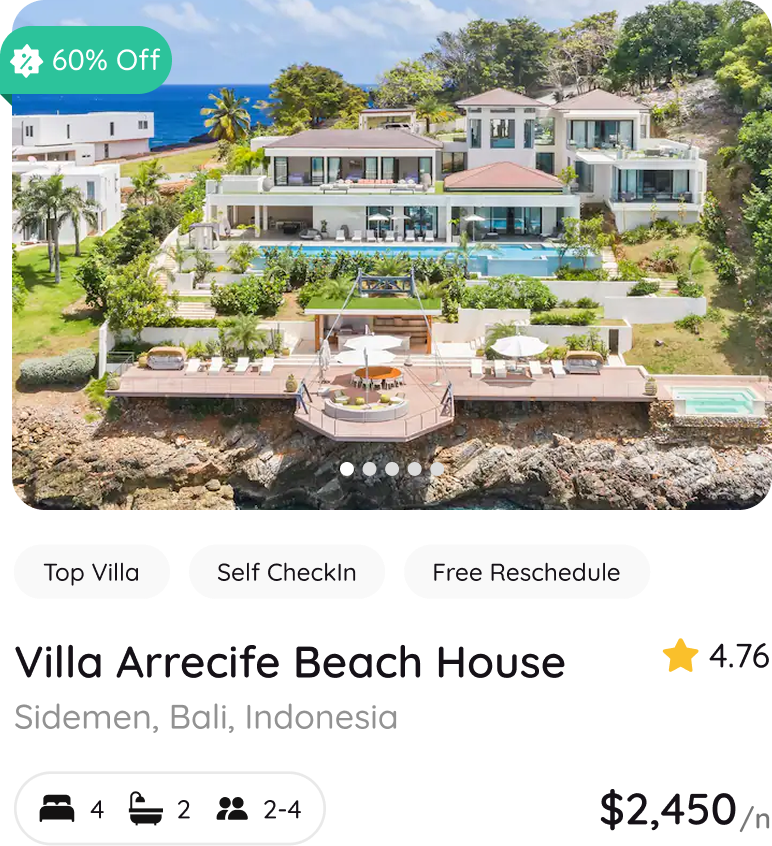 60% Off
Top Villa
Self CheckIn
Free Reschedule
Villa Arrecife Beach House
4.76
Sidemen, Bali, Indonesia
4
2
2-4
$2,450/n